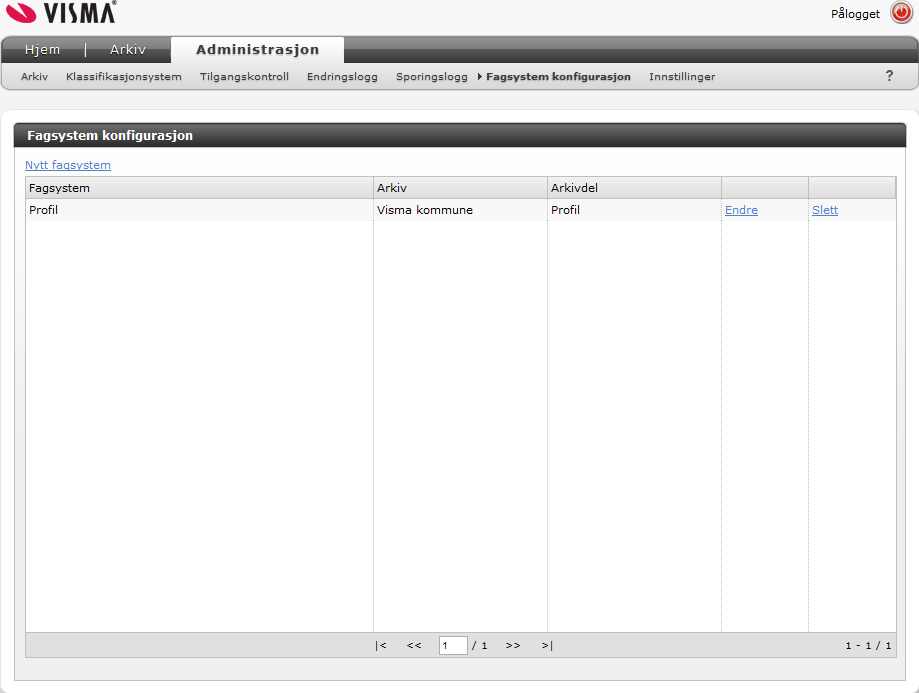 VISMA®
Pålogget
Hjem | Arkiv Administrasjon
Arkiv Klassifikasjonsystem Tilgangskontroll Endringslogg Sporingslogg Fagsystem konfigurasjon Innstillinger ?
Fagsystem konfigurasjon
Nytt fagsystem
Fagsystem Arkiv Arkivdel
Profil Visma kommune Profil Endre Slett
|< << 1 / 1 >> >| 1 - 1 / 1